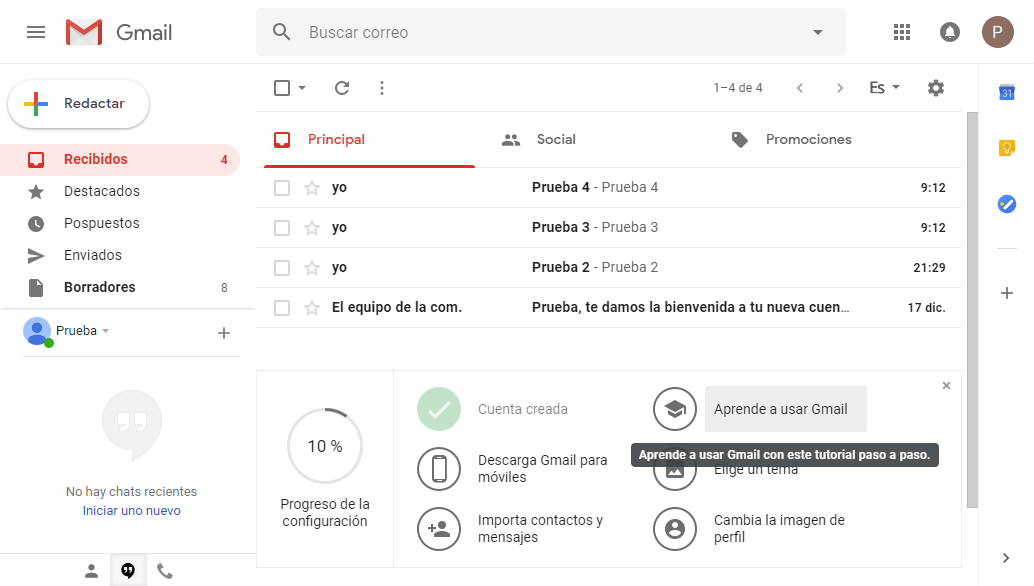 Gmail
Buscar correo
P
Redactar
1–4 de 4
Es
31
Principal
Social
Promociones
Recibidos 4
Destacados
Pospuestos
Enviados
Borradores 8
yo Prueba 4 - Prueba 4 9:12
yo Prueba 3 - Prueba 3 9:12
yo Prueba 2 - Prueba 2 21:29
El equipo de la com. Prueba, te damos la bienvenida a tu nueva cuen… 17 dic.
Prueba
No hay chats recientes
Iniciar uno nuevo
10 %
Progreso de la
configuración
Cuenta creada
Aprende a usar Gmail
Aprende a usar Gmail con este tutorial paso a paso.
Descarga Gmail para
móviles
Elige un tema
Importa contactos y
mensajes
Cambia la imagen de
perfil